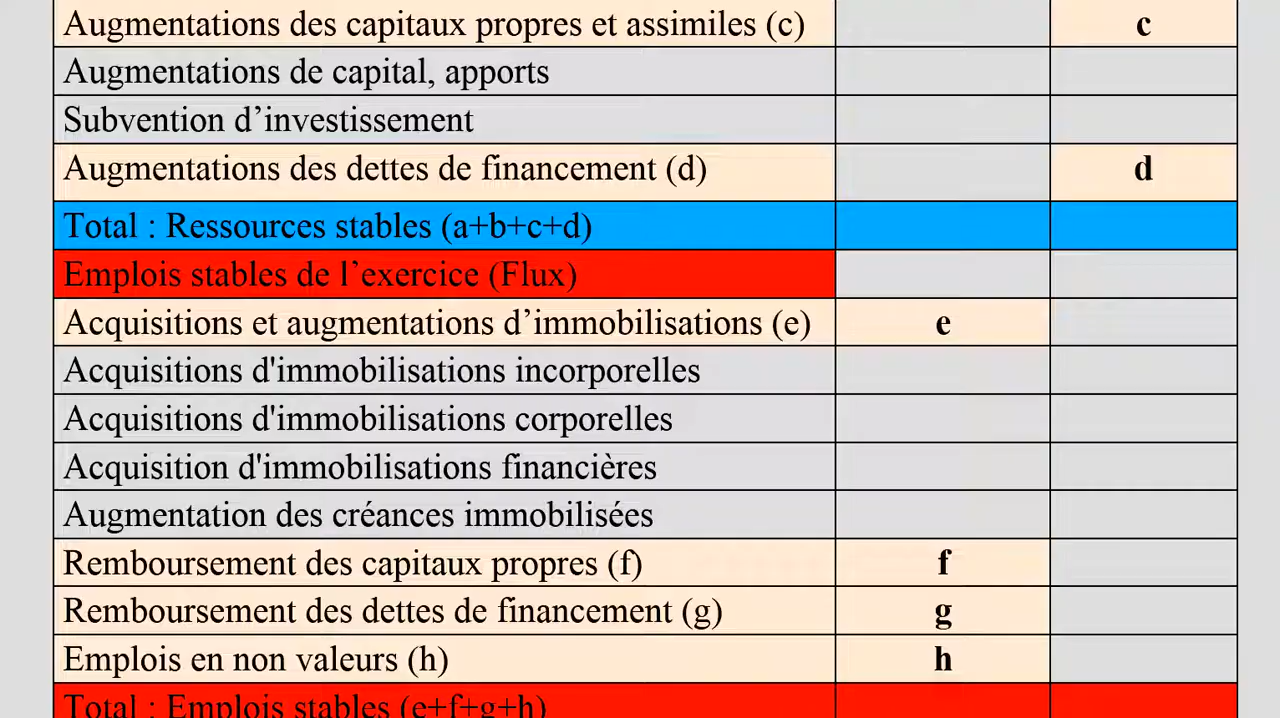 Augmentations des capitaux propres et assimiles (c) c
Augmentations de capital, apports
Subvention d’investissement
Augmentations des dettes de financement (d) d
Total : Ressources stables (a+b+c+d)
Emplois stables de l’exercice (Flux)
Acquisitions et augmentations d’immobilisations (e) e
Acquisitions d'immobilisations incorporelles
Acquisitions d'immobilisations corporelles
Acquisition d'immobilisations financières
Augmentation des créances immobilisées
Remboursement des capitaux propres (f) f
Remboursement des dettes de financement (g) g
Emplois en non valeurs (h) h
Total : Emplois stables (e+f+g+h)